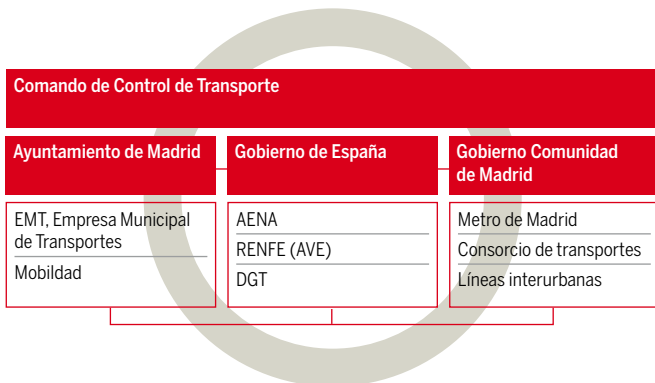 Comando de Control de Transporte
Ayuntamiento de Madrid
EMT, Empresa Municipal
de Transportes
Mobildad
Gobierno de España
AENA
RENFE (AVE)
DGT
Gobierno Comunidad
de Madrid
Metro de Madrid
Consorcio de transportes
Líneas interurbanas